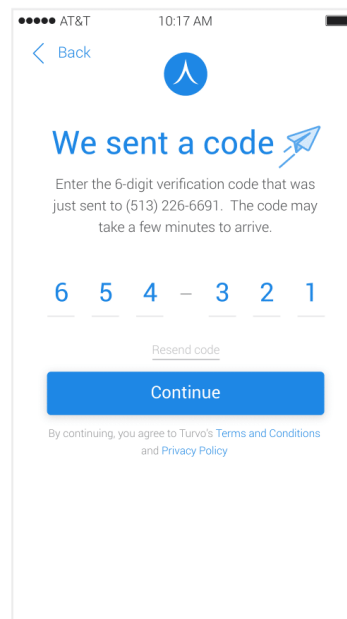 AT&T 10:17 AM
Back
We sent a code
Enter the 6-digit verification code that was
just sent to (513) 226-6691. The code may
take a few minutes to arrive.
6 5 4 – 3 2 1
Resend code
Continue
By continuing, you agree to Turvo's Terms and Conditions
and Privacy Policy